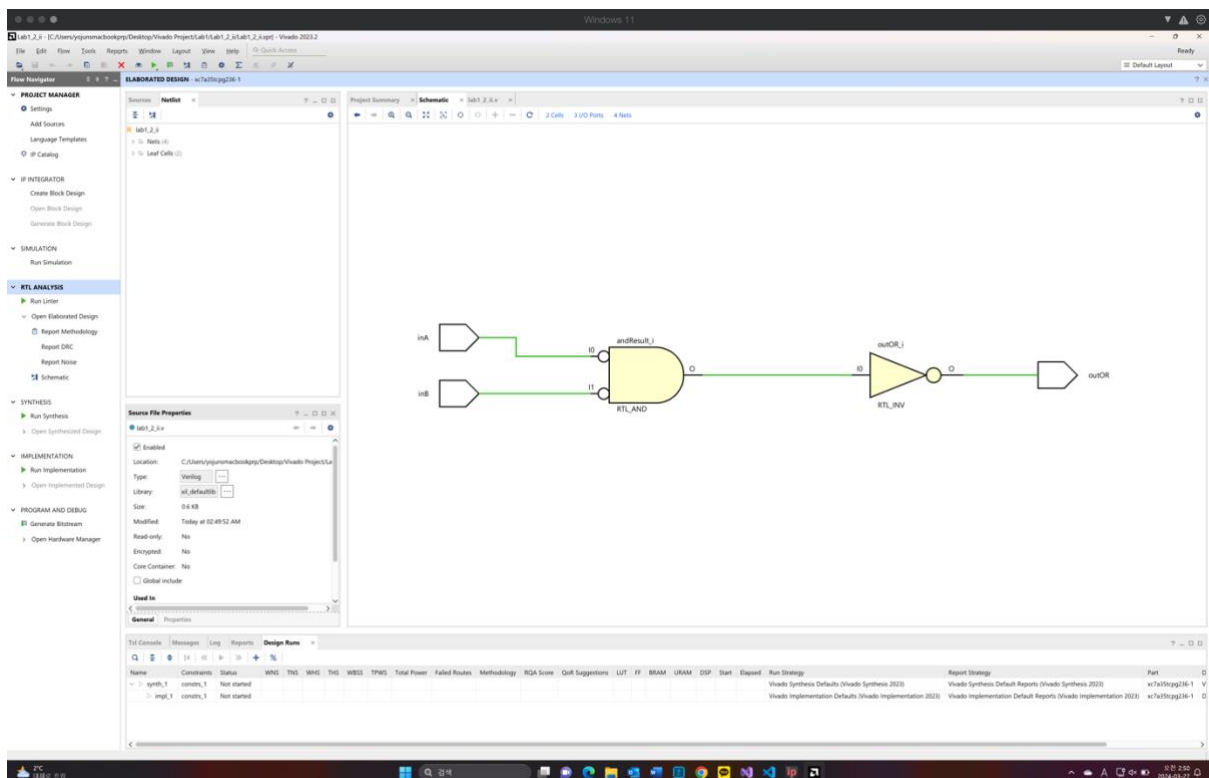 Windows 11
Lab1_2_ii - [C:/Users/yojunsmacbookprp/Desktop/Vivado Project/Lab1/Lab1_2_ii/Lab1_2_ii.xpr] - Vivado 2023.2
File Edit Flow Tools Reports Window Layout View Help Quick Access
Ready
Default Layout
Flow Navigator
ELABORATED DESIGN - xc7a35tcpg236-1
PROJECT MANAGER
Settings
Add Sources
Language Templates
IP Catalog
IP INTEGRATOR
Create Block Design
Open Block Design
Generate Block Design
SIMULATION
Run Simulation
RTL ANALYSIS
Run Linter
Open Elaborated Design
Report Methodology
Report DRC
Report Noise
Schematic
SYNTHESIS
Run Synthesis
Open Synthesized Design
IMPLEMENTATION
Run Implementation
Open Implemented Design
PROGRAM AND DEBUG
Generate Bitstream
Open Hardware Manager
Sources Netlist
lab1_2_ii
Nets (4)
Leaf Cells (2)
Project Summary Schematic lab1_2_ii.v
2 Cells 3 I/O Ports 4 Nets
inA
inB
andResult_i
I0
I1
O
RTL_AND
outOR_i
I0
O
RTL_INV
outOR
Source File Properties
lab1_2_ii.v
Enabled
Location: C:/Users/yojunsmacbookprp/Desktop/Vivado Project/La
Type: Verilog
Library: xil_defaultlib
Size: 0.6 KB
Modified: Today at 02:49:52 AM
Read-only: No
Encrypted: No
Core Container: No
Global include
Used In
General Properties
Tcl Console Messages Log Reports Design Runs
Name Constraints Status WNS TNS WHS THS WBSS TPWS Total Power Failed Routes Methodology RQA Score QoR Suggestions LUT FF BRAM URAM DSP Start Elapsed Run Strategy Report Strategy Part D
synth_1 constrs_1 Not started Vivado Synthesis Defaults (Vivado Synthesis 2023) Vivado Synthesis Default Reports (Vivado Synthesis 2023) xc7a35tcpg236-1 V
impl_1 constrs_1 Not started Vivado Implementation Defaults (Vivado Implementation 2023) Vivado Implementation Default Reports (Vivado Implementation 2023) xc7a35tcpg236-1 D
2°C
대체로 흐림
검색
A
오전 2:50
2024-03-27